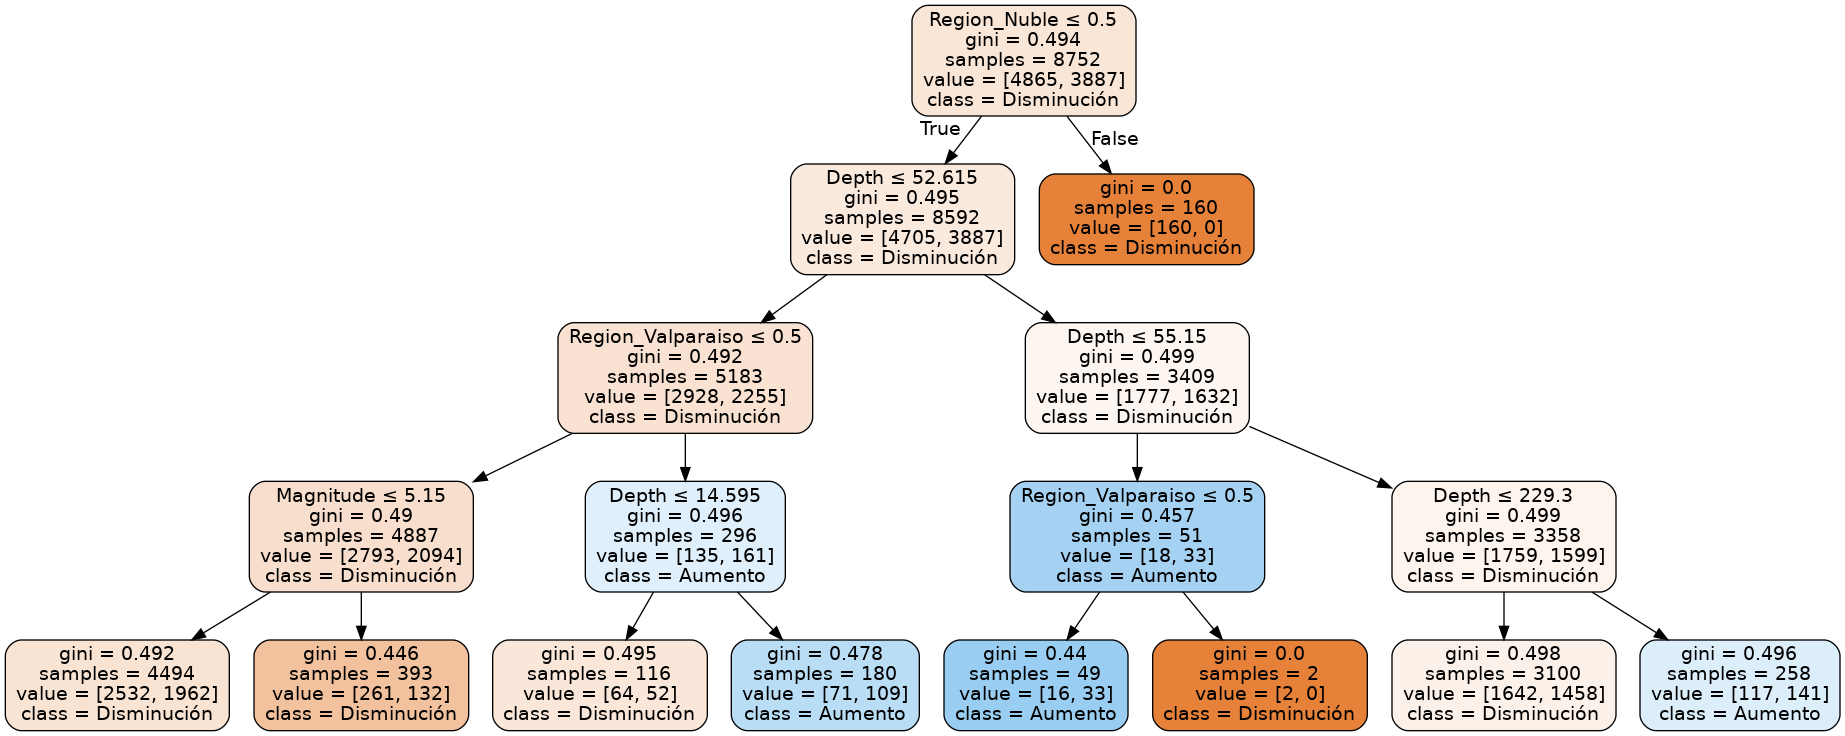 Region_Nuble ≤ 0.5
gini = 0.494
samples = 8752
value = [4865, 3887]
class = Disminución
True
False
Depth ≤ 52.615
gini = 0.495
samples = 8592
value = [4705, 3887]
class = Disminución
gini = 0.0
samples = 160
value = [160, 0]
class = Disminución
Region_Valparaiso ≤ 0.5
gini = 0.492
samples = 5183
value = [2928, 2255]
class = Disminución
Depth ≤ 55.15
gini = 0.499
samples = 3409
value = [1777, 1632]
class = Disminución
Magnitude ≤ 5.15
gini = 0.49
samples = 4887
value = [2793, 2094]
class = Disminución
Depth ≤ 14.595
gini = 0.496
samples = 296
value = [135, 161]
class = Aumento
Region_Valparaiso ≤ 0.5
gini = 0.457
samples = 51
value = [18, 33]
class = Aumento
Depth ≤ 229.3
gini = 0.499
samples = 3358
value = [1759, 1599]
class = Disminución
gini = 0.492
samples = 4494
value = [2532, 1962]
class = Disminución
gini = 0.446
samples = 393
value = [261, 132]
class = Disminución
gini = 0.495
samples = 116
value = [64, 52]
class = Disminución
gini = 0.478
samples = 180
value = [71, 109]
class = Aumento
gini = 0.44
samples = 49
value = [16, 33]
class = Aumento
gini = 0.0
samples = 2
value = [2, 0]
class = Disminución
gini = 0.498
samples = 3100
value = [1642, 1458]
class = Disminución
gini = 0.496
samples = 258
value = [117, 141]
class = Aumento